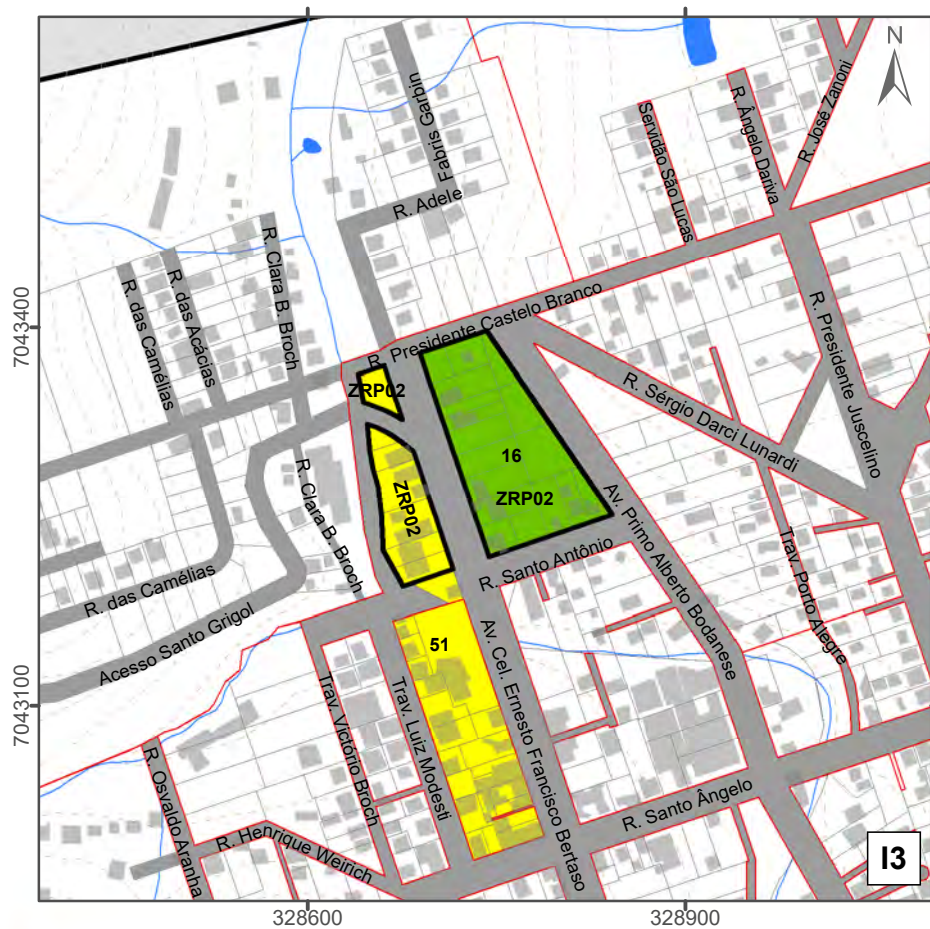 N
R. Adele
Fabris Garbin
Servidão São Lucas
R. Ângelo Dariva
R. José Zanoni
R. das Camélias
R. das Acácias
R. Clara B. Broch
7043400
R. Presidente Castelo Branco
R. Presidente Juscelino
R. Sérgio Darci Lunardi
ZRP02
16
ZRP02
ZRP02
R. Clara B. Broch
Av. Primo Alberto Bodanese
R. Santo Antônio
Trav. Porto Alegre
R. das Camélias
Acesso Santo Grigol
51
Av. Cel. Ernesto Francisco Bertaso
Trav. Luiz Modesti
Trav. Victório Broch
7043100
R. Osvaldo Aranha
R. Henrique Weirich
R. Santo Ângelo
I3
328600
328900